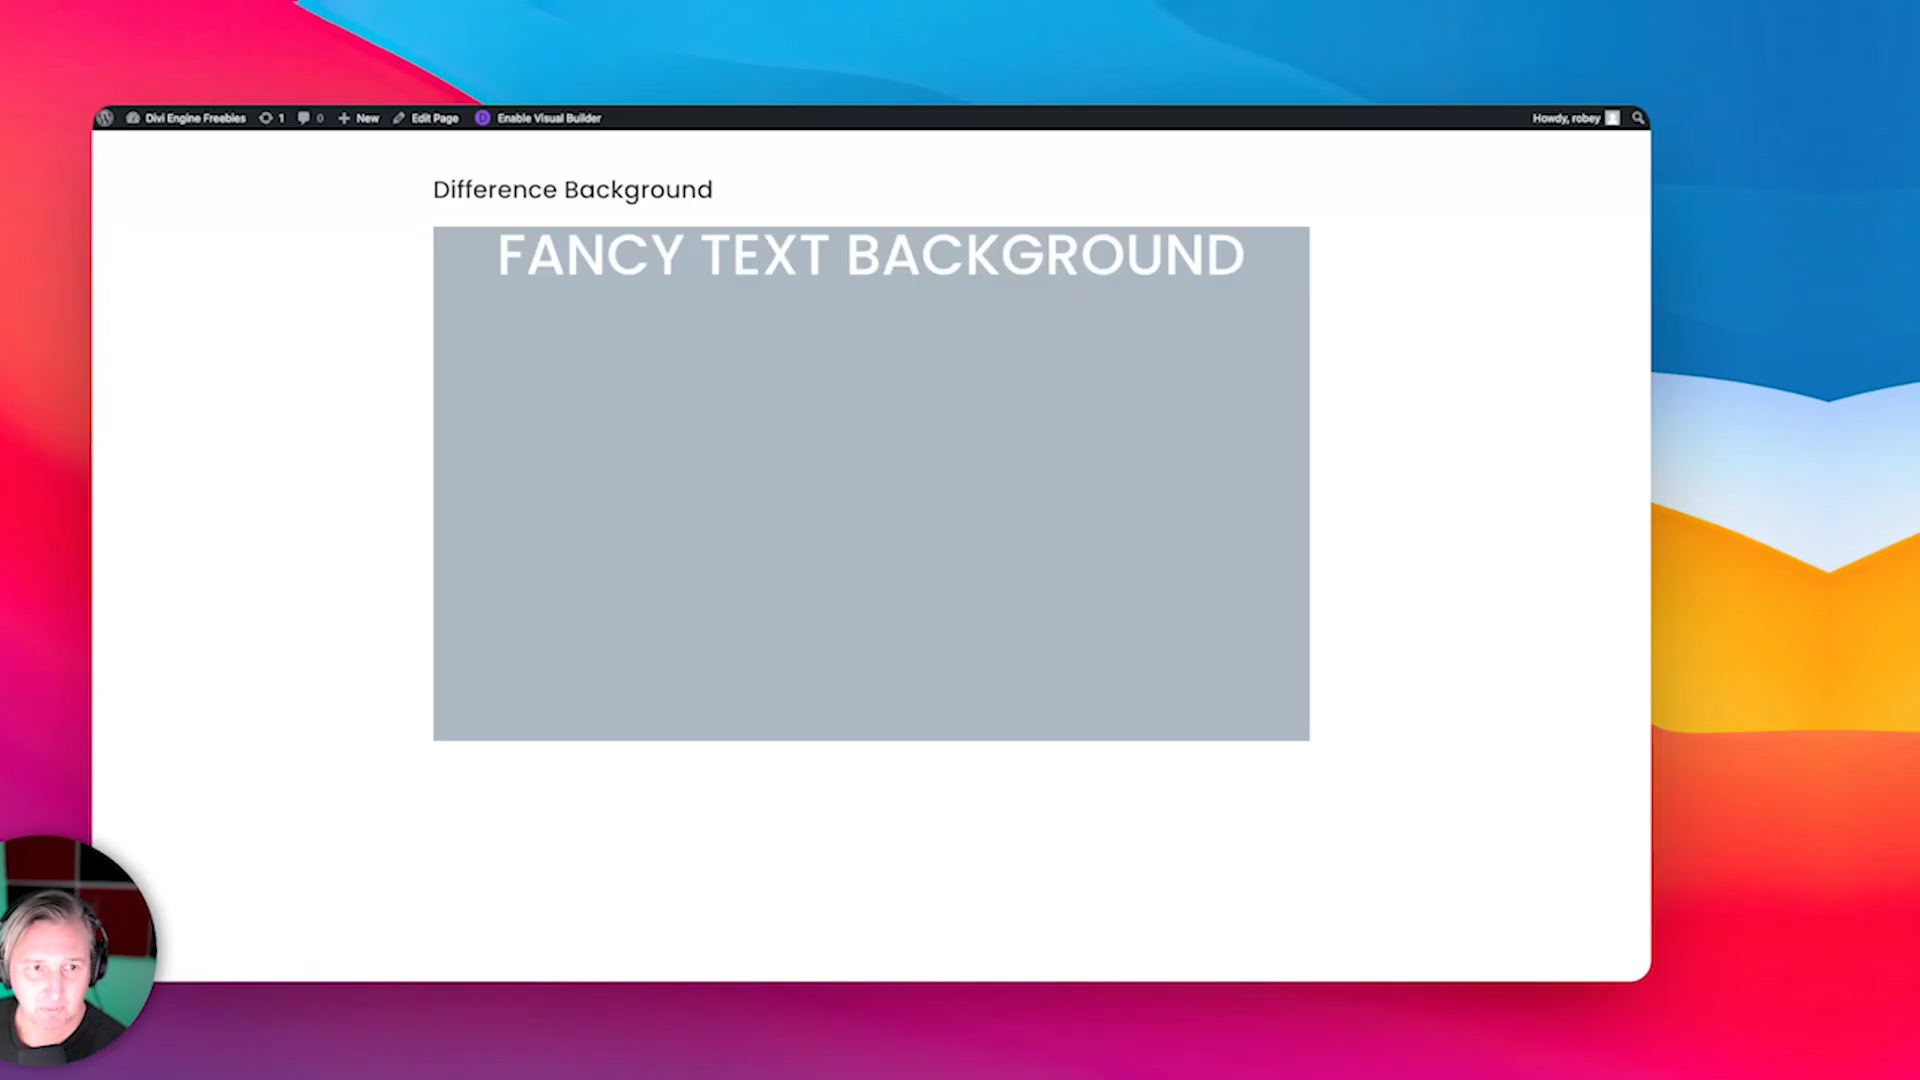 Divi Engine Freebies 1 0 New Edit Page D Enable Visual Builder Howdy, robey
Difference Background
FANCY TEXT BACKGROUND